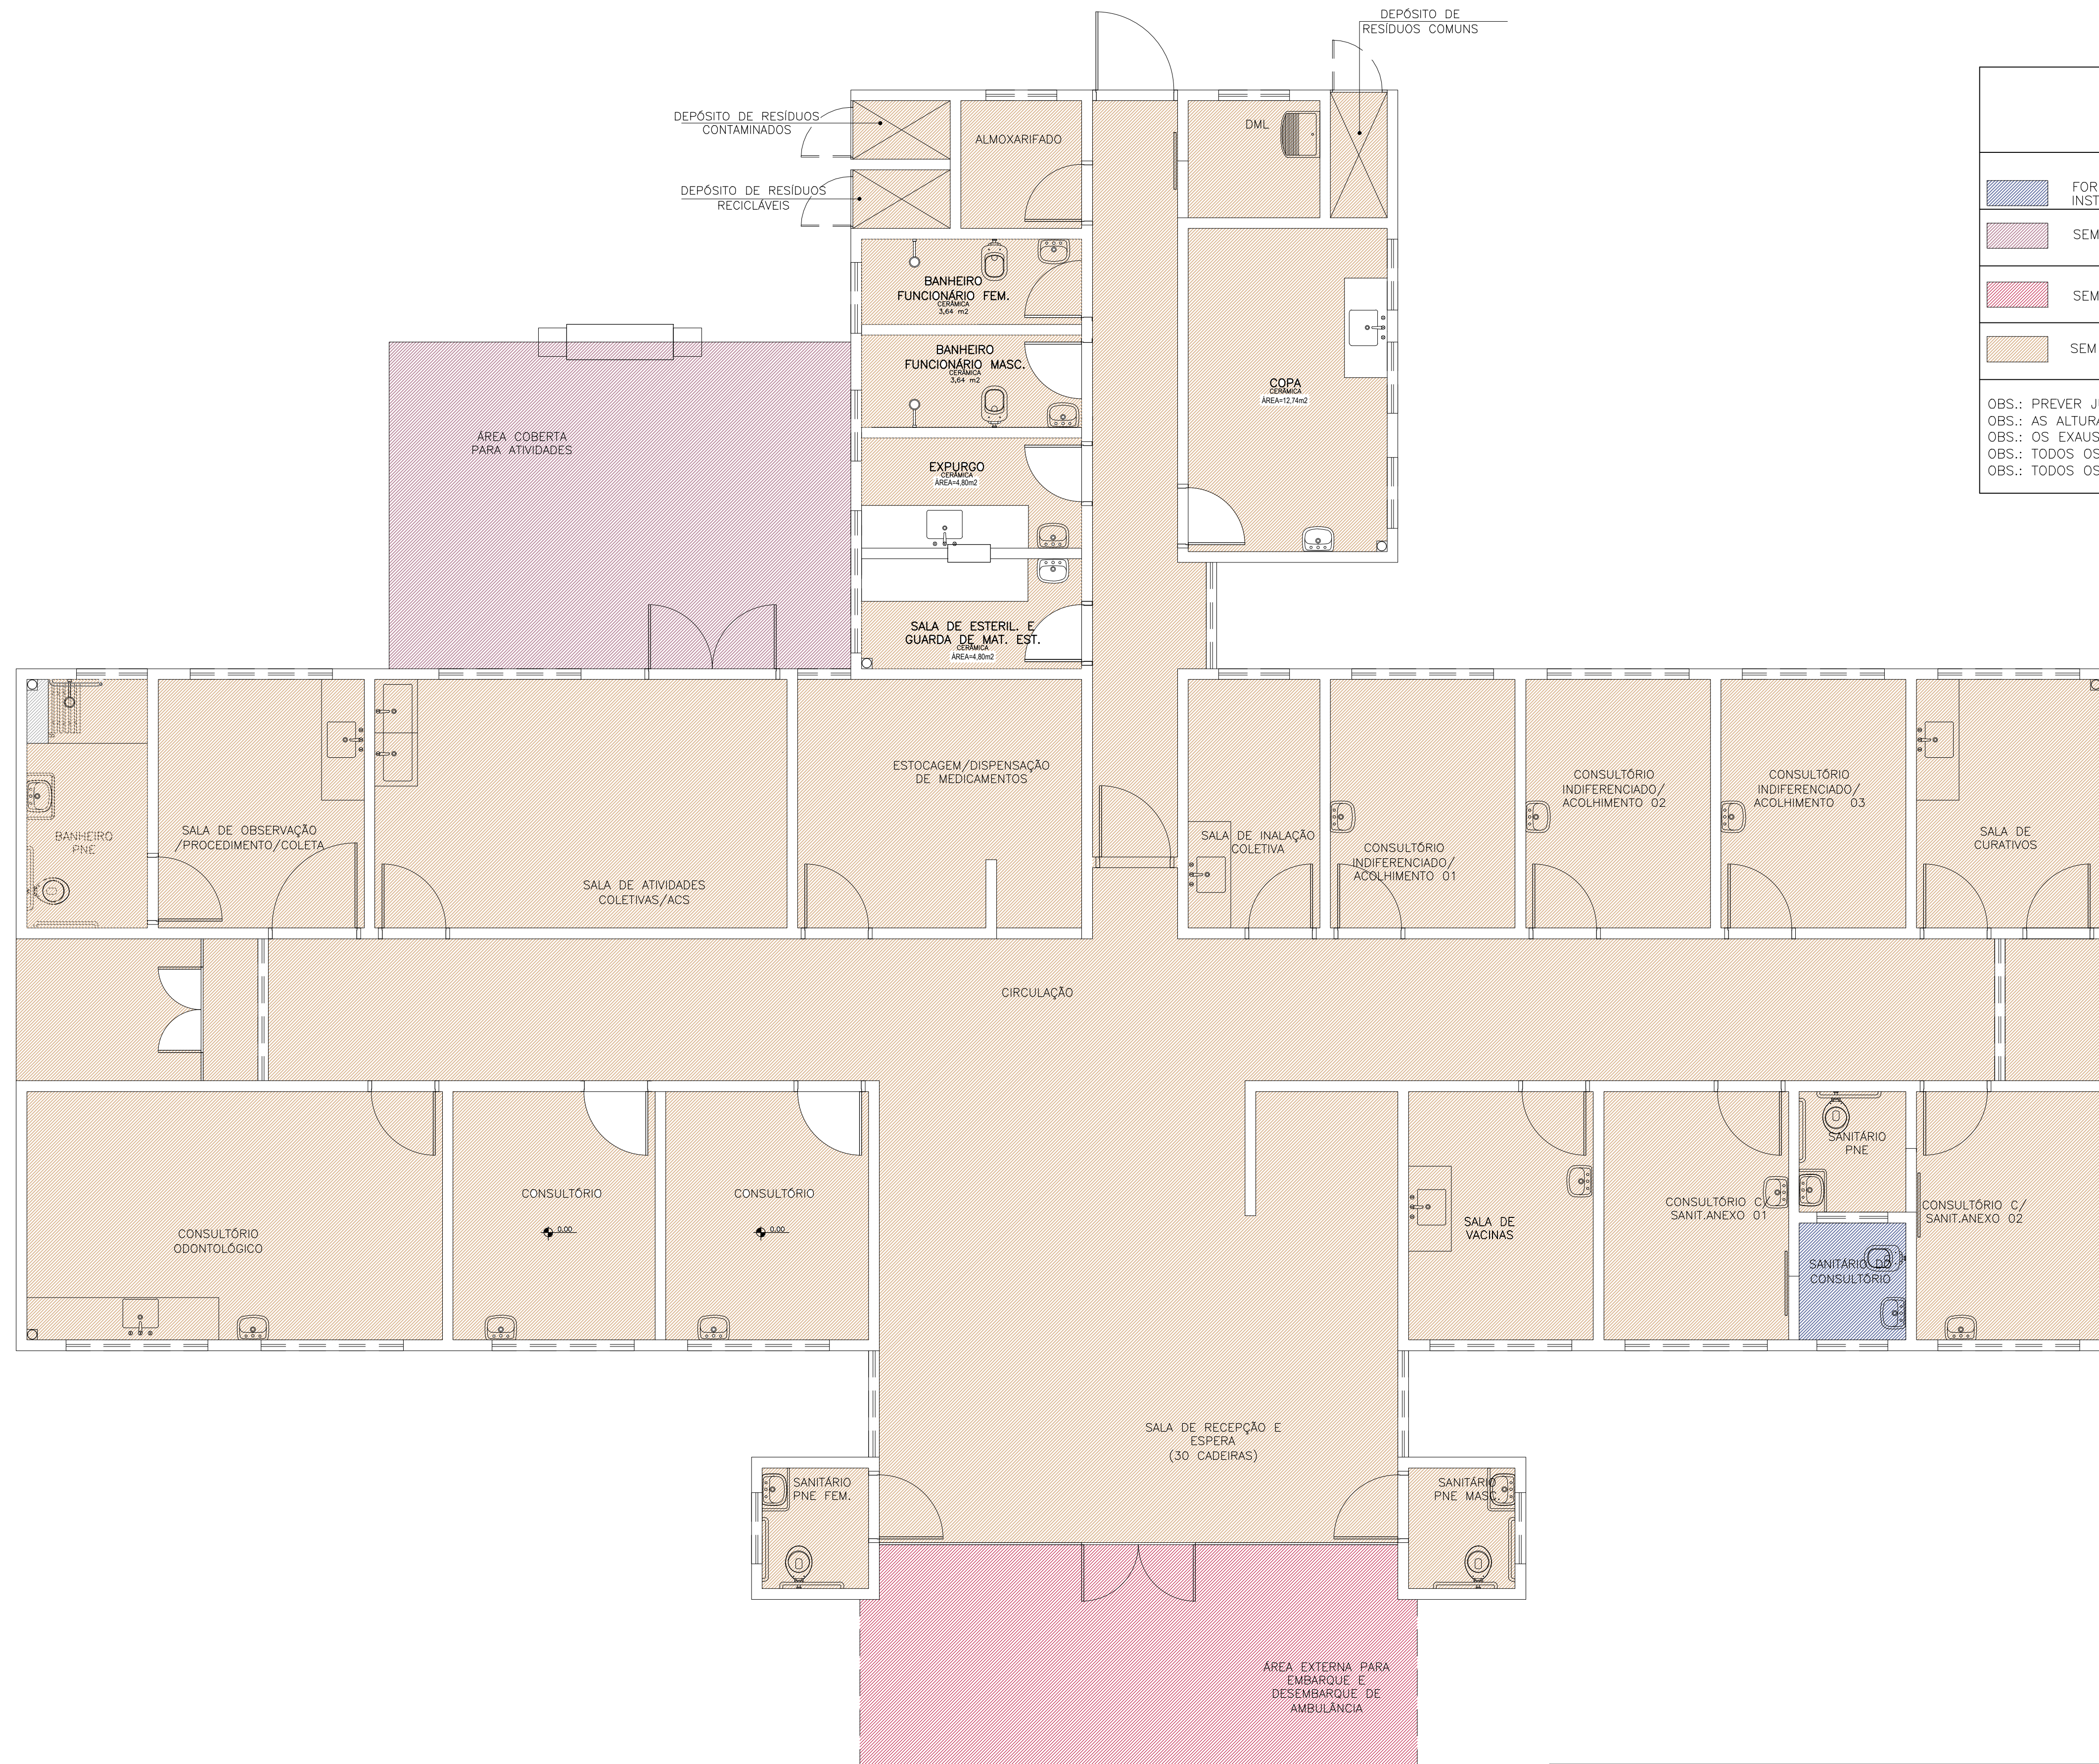 DEPÓSITO DE
RESÍDUOS COMUNS
DEPÓSITO DE RESÍDUOS
CONTAMINADOS
ALMOXARIFADO
DML
DEPÓSITO DE RESÍDUOS
RECICLÁVEIS
FOR
INST
SEM
SEM
SEM
OBS.: PREVER J
OBS.: AS ALTURA
OBS.: OS EXAUS
OBS.: TODOS OS
OBS.: TODOS OS
BANHEIRO
FUNCIONÁRIO FEM.
CERÂMICA
3,64 m2
BANHEIRO
FUNCIONÁRIO MASC.
CERÂMICA
3,64 m2
COPA
CERÂMICA
ÁREA=12,74m2
ÁREA COBERTA
PARA ATIVIDADES
EXPURGO
CERÂMICA
ÁREA=4,80m2
SALA DE ESTERIL. E
GUARDA DE MAT. EST.
CERÂMICA
ÁREA=4,80m2
BANHEIRO
PNE
SALA DE OBSERVAÇÃO
/PROCEDIMENTO/COLETA
SALA DE ATIVIDADES
COLETIVAS/ACS
ESTOCAGEM/DISPENSAÇÃO
DE MEDICAMENTOS
SALA DE INALAÇÃO
COLETIVA
CONSULTÓRIO
INDIFERENCIADO/
ACOLHIMENTO 01
CONSULTÓRIO
INDIFERENCIADO/
ACOLHIMENTO 02
CONSULTÓRIO
INDIFERENCIADO/
ACOLHIMENTO 03
SALA DE
CURATIVOS
CIRCULAÇÃO
CONSULTÓRIO
ODONTOLÓGICO
CONSULTÓRIO
0.00
CONSULTÓRIO
0.00
SALA DE
VACINAS
CONSULTÓRIO C/
SANIT.ANEXO 01
SANITÁRIO
PNE
SANITÁRIO DO
CONSULTÓRIO
CONSULTÓRIO C/
SANIT.ANEXO 02
SALA DE RECEPÇÃO E
ESPERA
(30 CADEIRAS)
SANITÁRIO
PNE FEM.
SANITÁRIO
PNE MASC.
ÁREA EXTERNA PARA
EMBARQUE E
DESEMBARQUE DE
AMBULÂNCIA